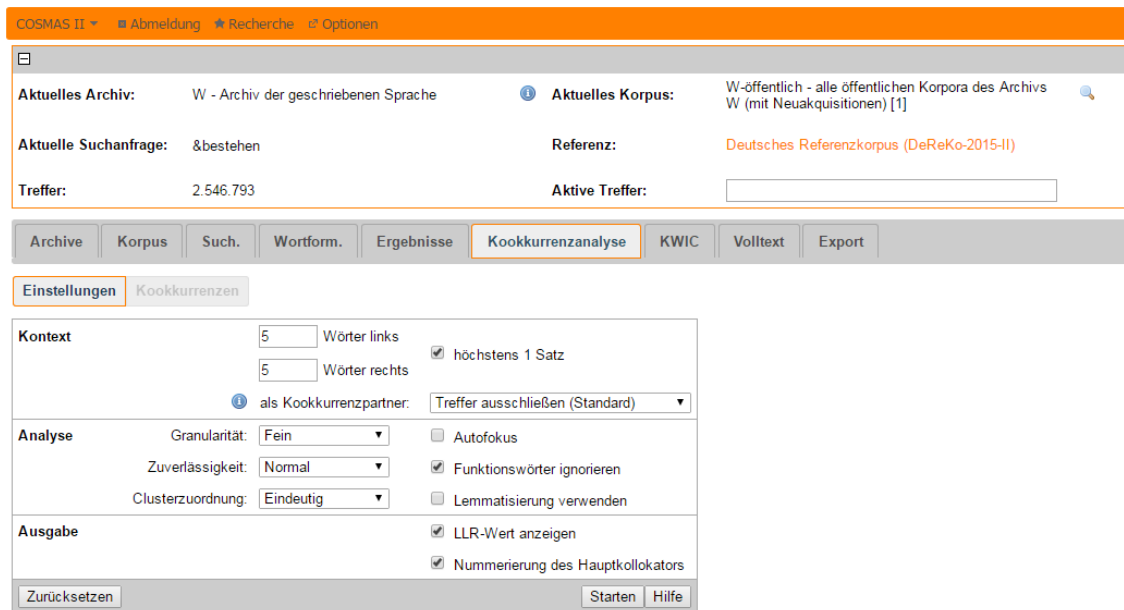 COSMAS II Abmeldung Recherche Optionen
Aktuelles Archiv: W - Archiv der geschriebenen Sprache Aktuelles Korpus: W-öffentlich - alle öffentlichen Korpora des Archivs
W (mit Neuakquisitionen) [1]
Aktuelle Suchanfrage: &bestehen Referenz: Deutsches Referenzkorpus (DeReKo-2015-II)
Treffer: 2.546.793 Aktive Treffer:
Archive Korpus Such. Wortform. Ergebnisse Kookkurrenzanalyse KWIC Volltext Export
Einstellungen Kookkurrenzen
Kontext 5 Wörter links
höchstens 1 Satz
5 Wörter rechts
als Kookkurrenzpartner: Treffer ausschließen (Standard)
Analyse Granularität: Fein Autofokus
Zuverlässigkeit: Normal Funktionswörter ignorieren
Clusterzuordnung: Eindeutig Lemmatisierung verwenden
Ausgabe LLR-Wert anzeigen
Nummerierung des Hauptkollokators
Zurücksetzen Starten Hilfe